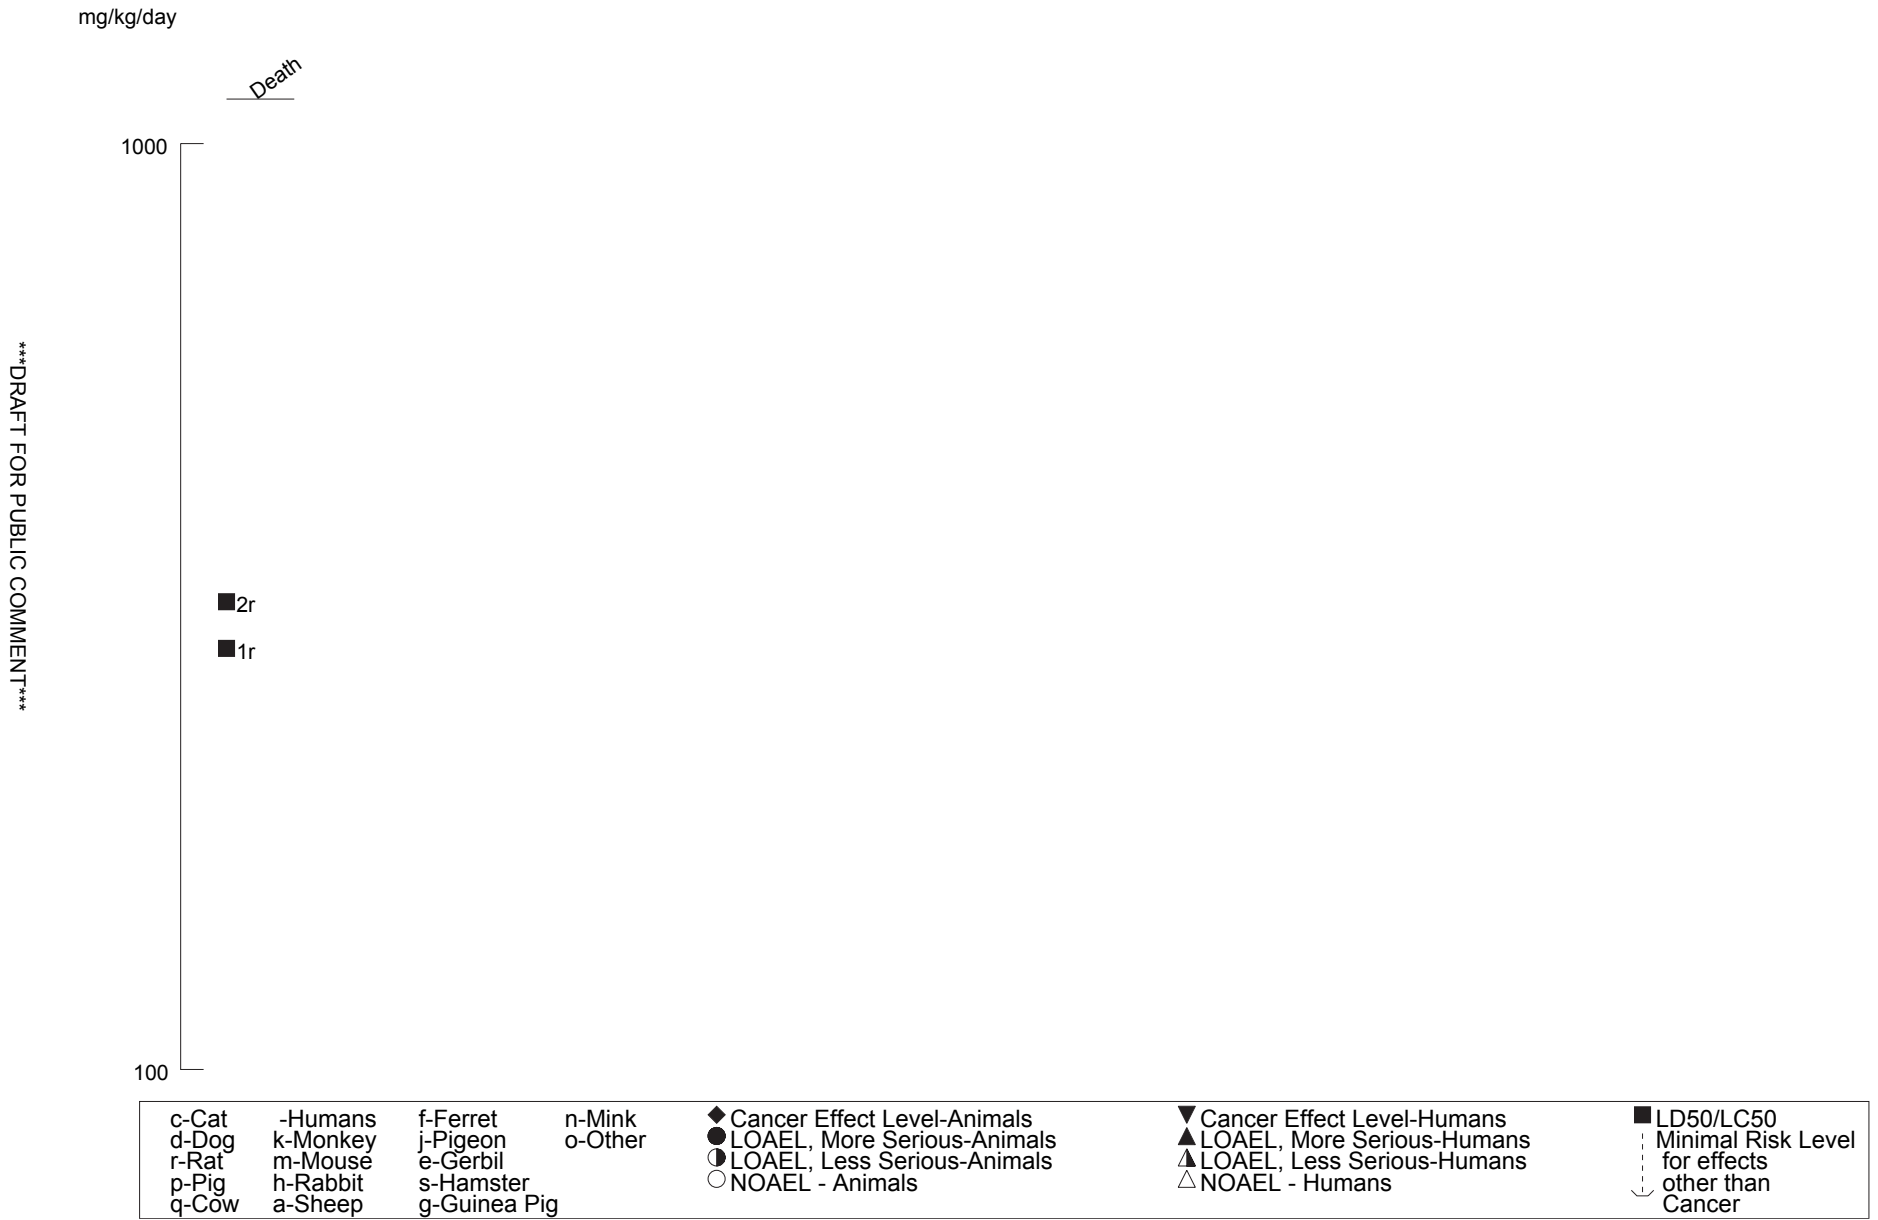 mg/kg/day
Death
1000
***DRAFT FOR PUBLIC COMMENT***
2r
1r
100
c-Cat -Humans f-Ferret n-Mink
d-Dog k-Monkey j-Pigeon o-Other
r-Rat m-Mouse e-Gerbil
p-Pig h-Rabbit s-Hamster
q-Cow a-Sheep g-Guinea Pig
Cancer Effect Level-Animals
LOAEL, More Serious-Animals
LOAEL, Less Serious-Animals
NOAEL - Animals
Cancer Effect Level-Humans
LOAEL, More Serious-Humans
LOAEL, Less Serious-Humans
NOAEL - Humans
LD50/LC50
Minimal Risk Level
for effects
other than
Cancer